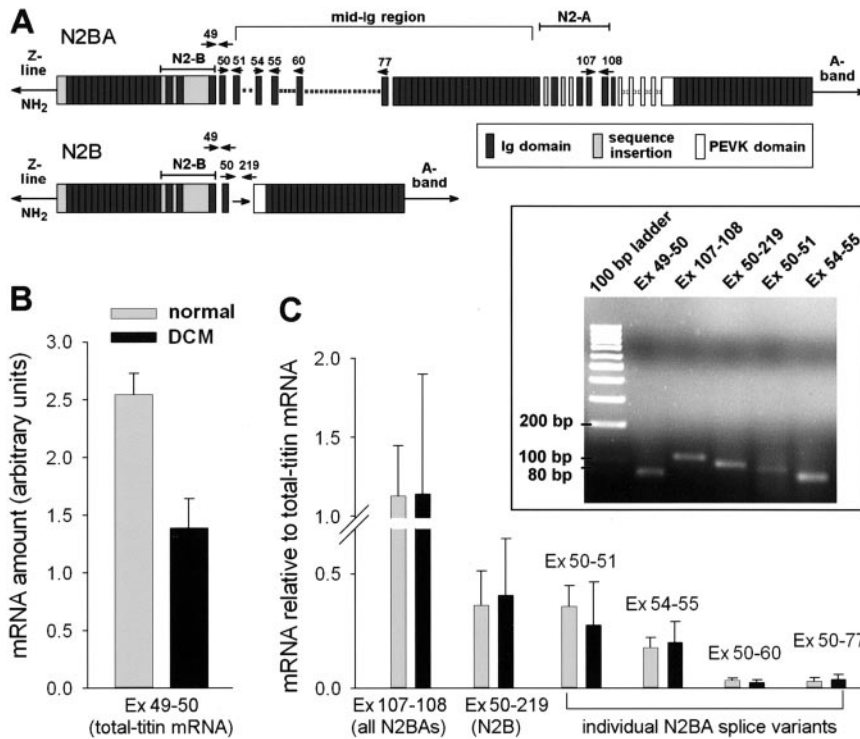 A
N2BA
mid-Ig region
N2-A
Z-line
NH2
N2-B
49
50 51 54 55 60 77 107 108
A-band
N2B
Z-line
NH2
N2-B
49
50 219
A-band
Ig domain
sequence insertion
PEVK domain
100 bp ladder
Ex 49-50
Ex 107-108
Ex 50-219
Ex 50-51
Ex 54-55
200 bp
100 bp
80 bp
B
normal
DCM
mRNA amount (arbitrary units)
3.0
2.5
2.0
1.5
1.0
0.5
0.0
Ex 49-50
(total-titin mRNA)
C
mRNA relative to total-titin mRNA
2.0
1.5
1.0
0.5
0.0
Ex 50-51
Ex 54-55
Ex 50-60
Ex 50-77
Ex 107-108
(all N2BAs)
Ex 50-219
(N2B)
individual N2BA splice variants